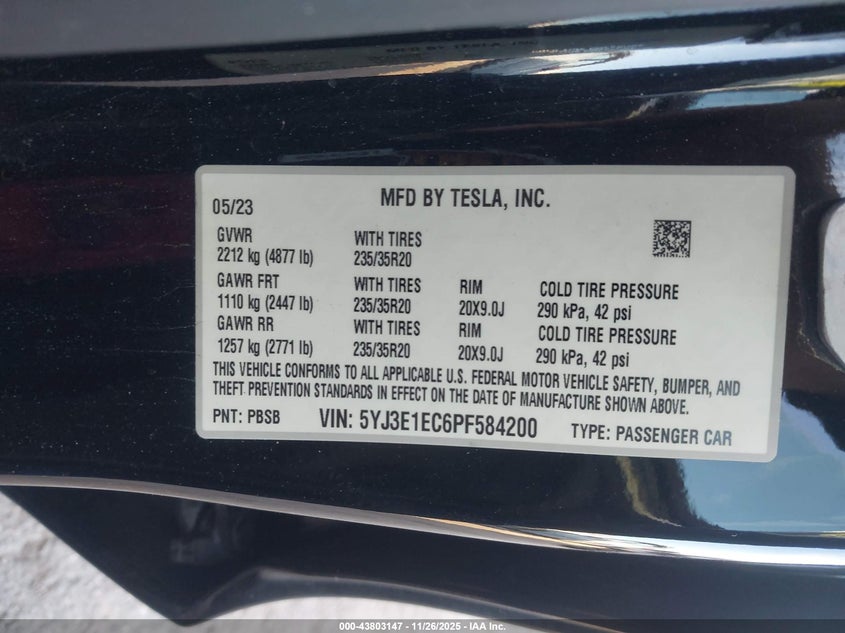 05/23 MFD BY TESLA, INC.
GVWR WITH TIRES
2212 kg (4877 lb) 235/35R20
GAWR FRT WITH TIRES RIM COLD TIRE PRESSURE
1110 kg (2447 lb) 235/35R20 20X9.0J 290 kPa, 42 psi
GAWR RR WITH TIRES RIM COLD TIRE PRESSURE
1257 kg (2771 lb) 235/35R20 20X9.0J 290 kPa, 42 psi
THIS VEHICLE CONFORMS TO ALL APPLICABLE U.S. FEDERAL MOTOR VEHICLE SAFETY, BUMPER, AND
THEFT PREVENTION STANDARDS IN EFFECT ON THE DATE OF MANUFACTURE SHOWN ABOVE.
PNT: PBSB VIN: 5YJ3E1EC6PF584200 TYPE: PASSENGER CAR
000-43803147 - 11/26/2025 - IAA Inc.